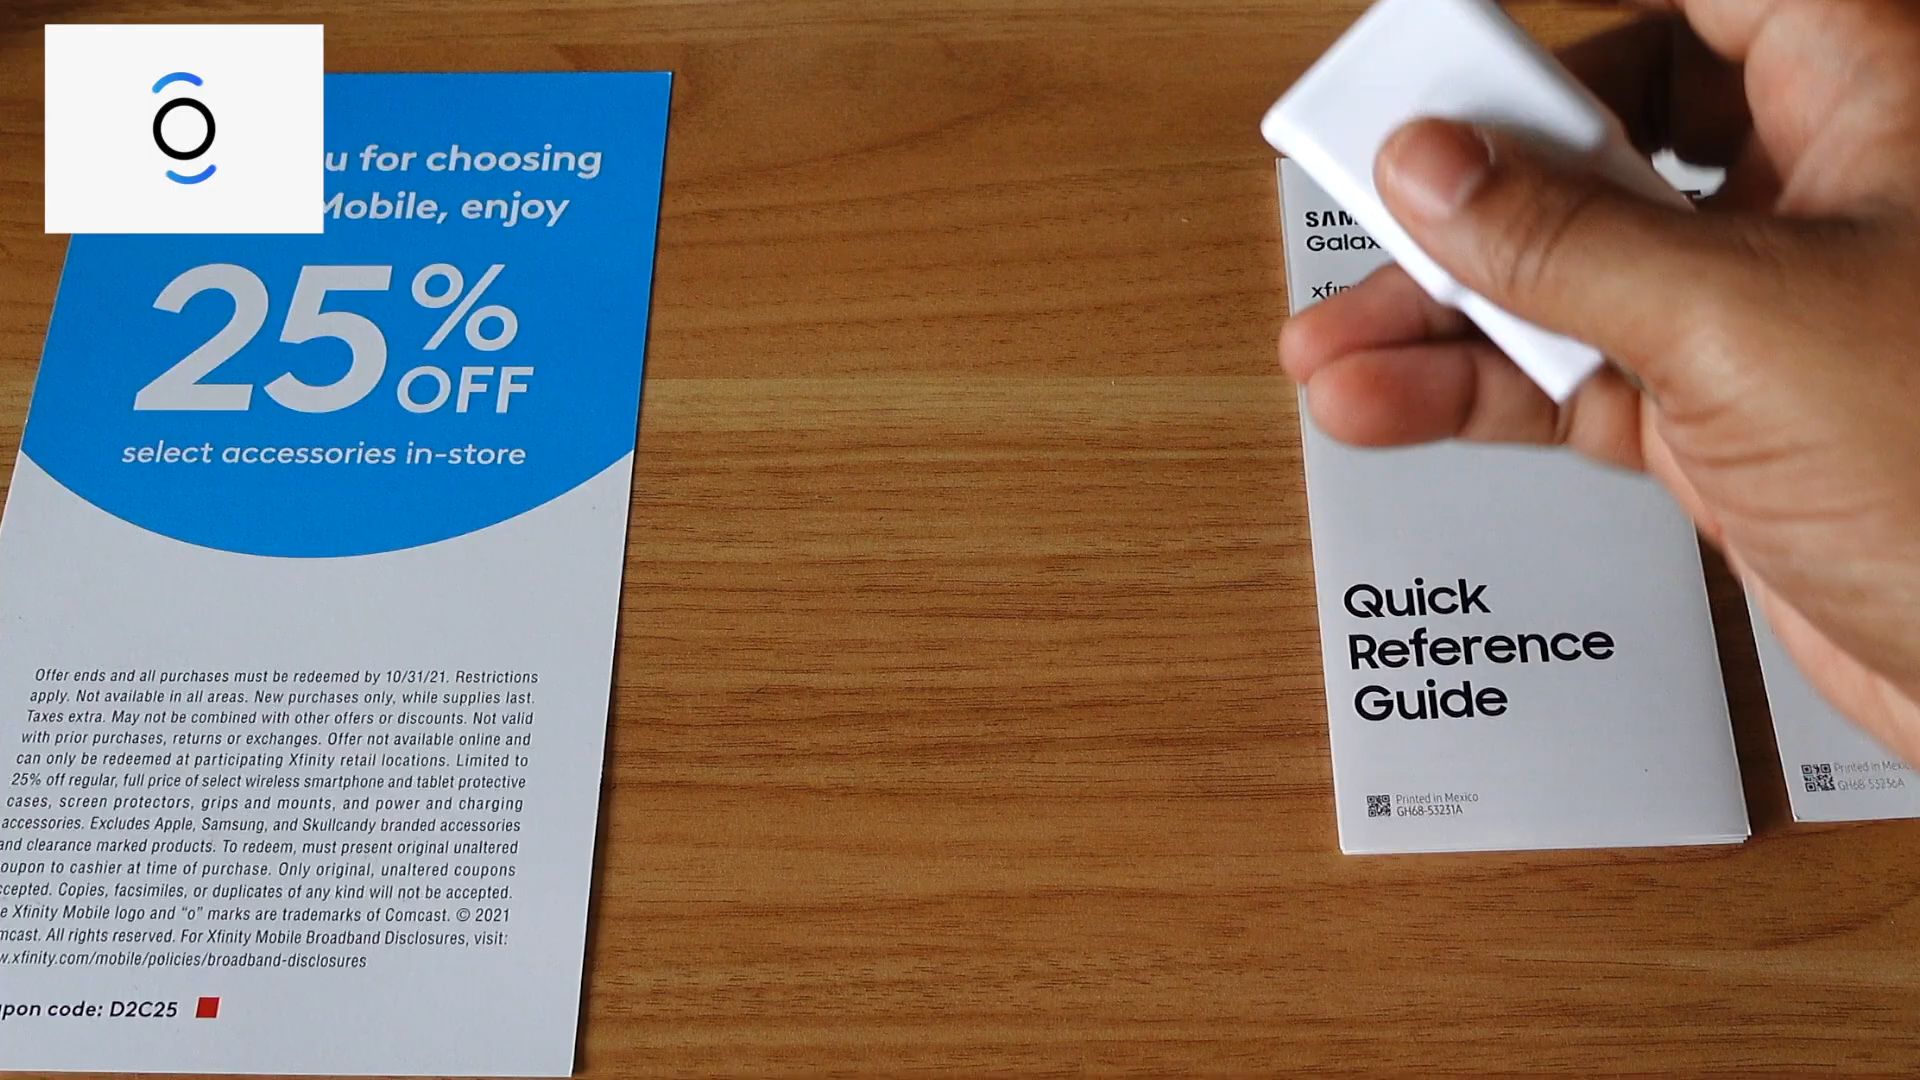 u for choosing
Mobile, enjoy
25%
OFF
select accessories in-store
Offer ends and all purchases must be redeemed by 10/31/21. Restrictions
apply. Not available in all areas. New purchases only, while supplies last.
Taxes extra. May not be combined with other offers or discounts. Not valid
with prior purchases, returns or exchanges. Offer not available online and
can only be redeemed at participating Xfinity retail locations. Limited to
25% off regular, full price of select wireless smartphone and tablet protective
cases, screen protectors, grips and mounts, and power and charging
accessories. Excludes Apple, Samsung, and Skullcandy branded accessories
and clearance marked products. To redeem, must present original unaltered
oupon to cashier at time of purchase. Only original, unaltered coupons
ccepted. Copies, facsimiles, or duplicates of any kind will not be accepted.
e Xfinity Mobile logo and “o” marks are trademarks of Comcast. © 2021
mcast. All rights reserved. For Xfinity Mobile Broadband Disclosures, visit:
w.xfinity.com/mobile/policies/broadband-disclosures
pon code: D2C25
SAM
Galax
xfin
Quick
Reference
Guide
Printed in Mexico
GH68-53231A
Printed in Mexic
GH68-53236A